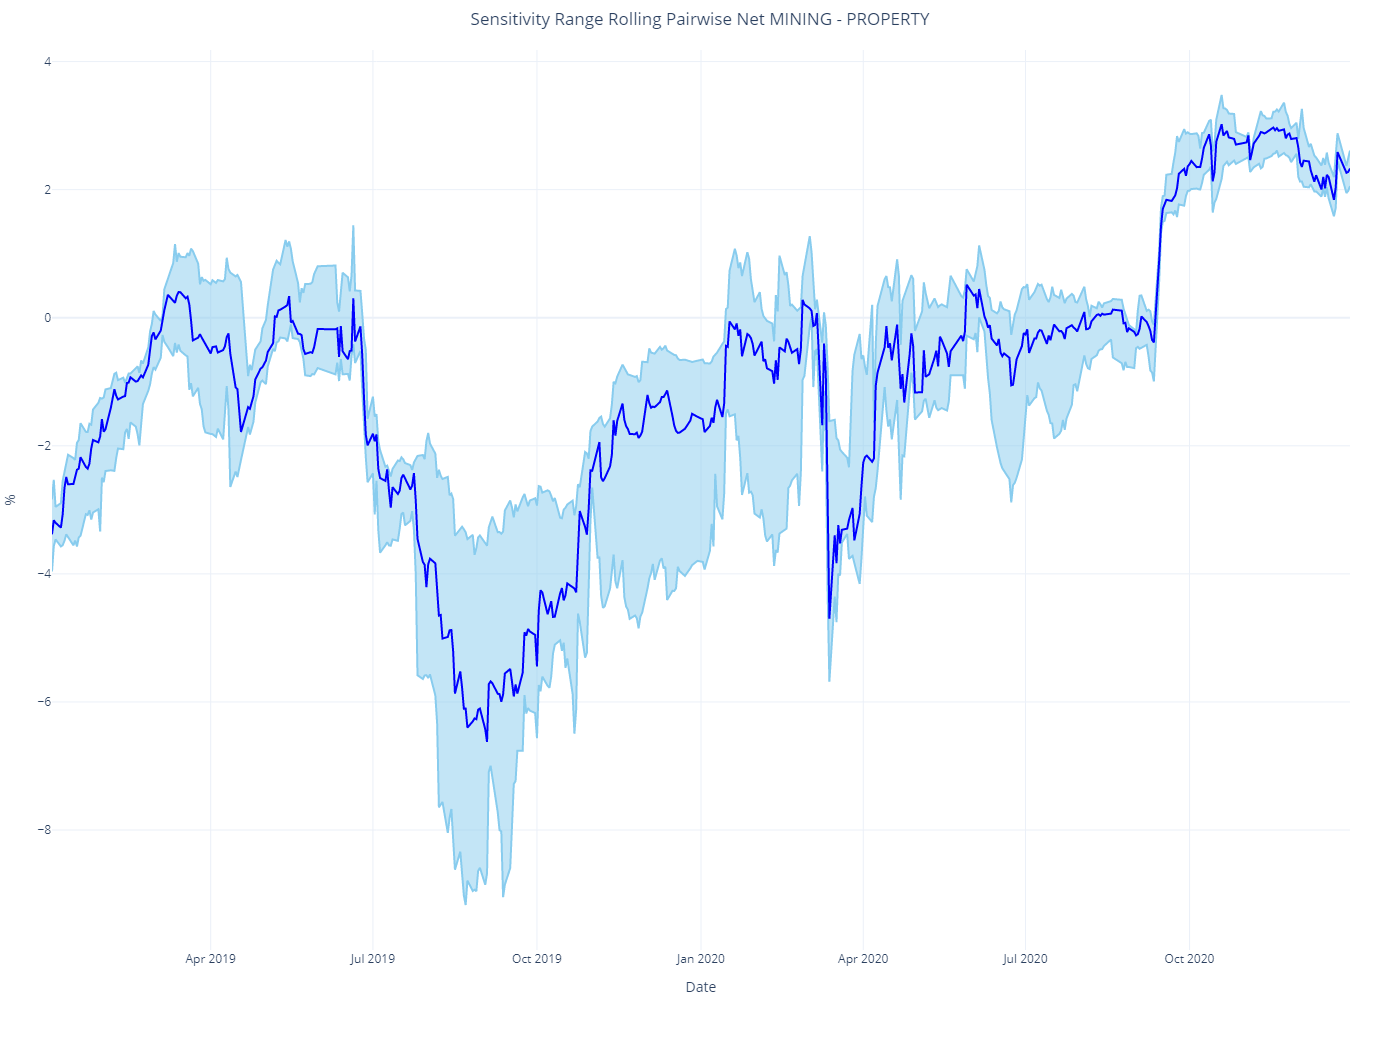 Sensitivity Range Rolling Pairwise Net MINING - PROPERTY
4
2
0
−2
−4
−6
−8
%
Apr 2019 Jul 2019 Oct 2019 Jan 2020 Apr 2020 Jul 2020 Oct 2020
Date